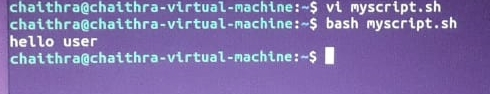 chaithra@chaithra-virtual-machine:~$ vi myscript.sh
chaithra@chaithra-virtual-machine:~$ bash myscript.sh
hello user
chaithra@chaithra-virtual-machine:~$